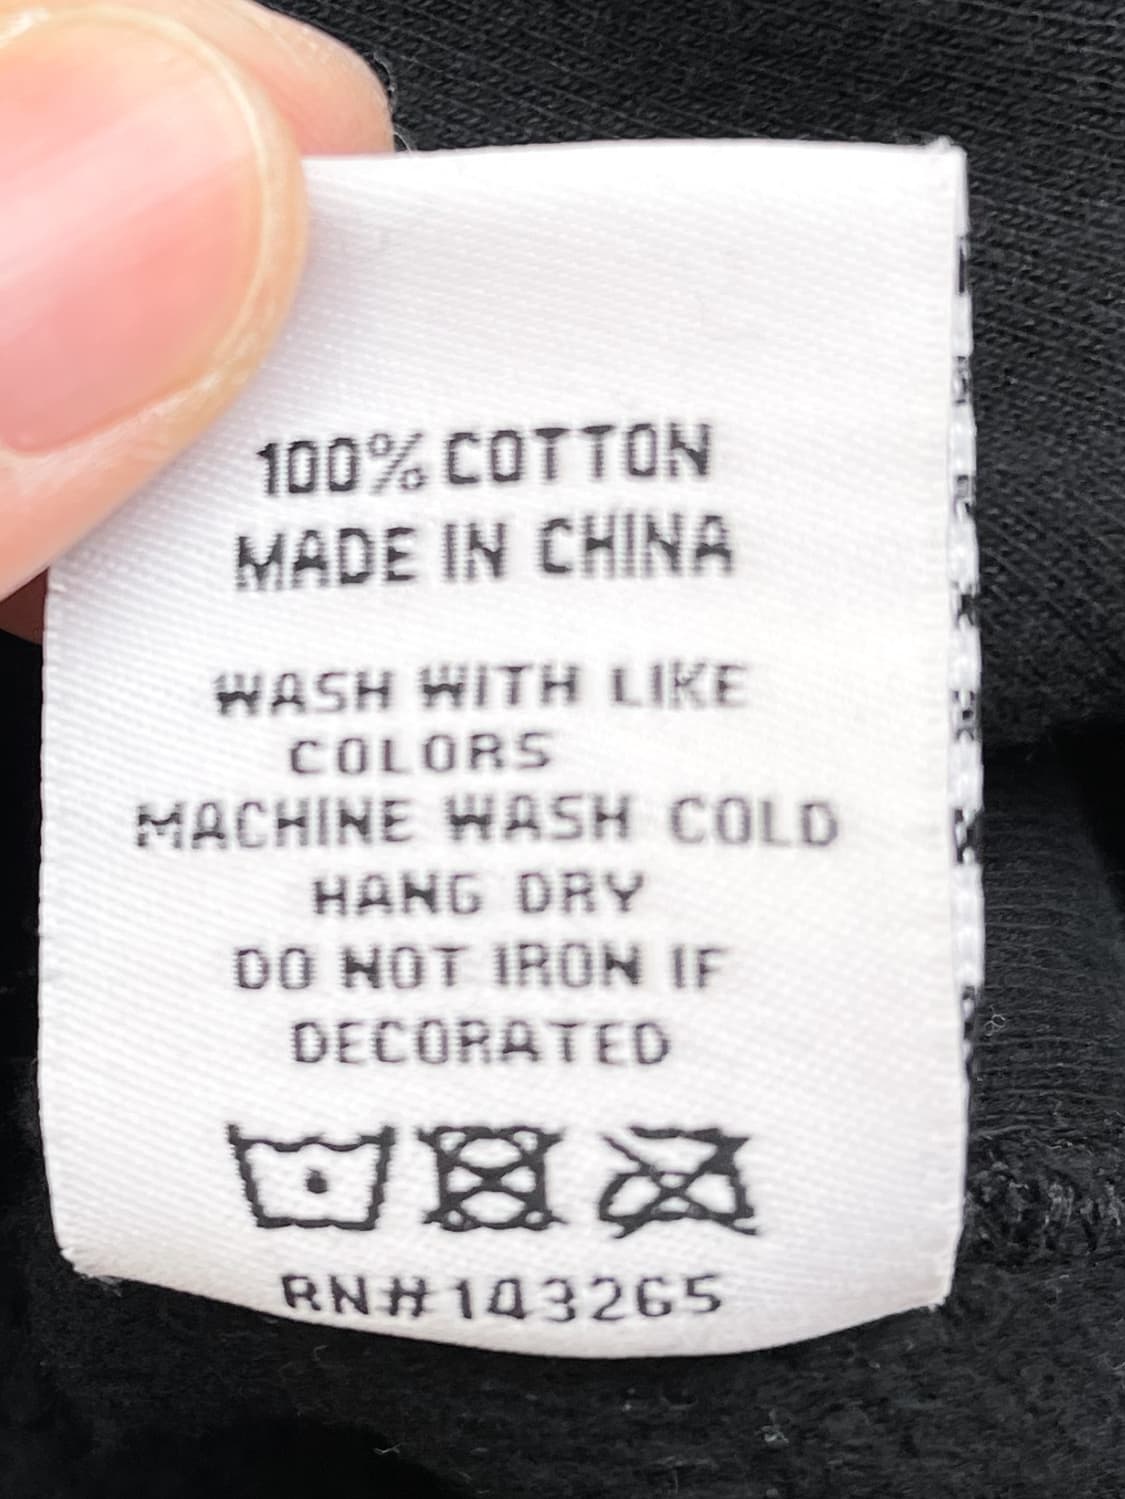 100% COTTON
MADE IN CHINA
WASH WITH LIKE
COLORS
MACHINE WASH COLD
HANG DRY
DO NOT IRON IF
DECORATED
RN#143265